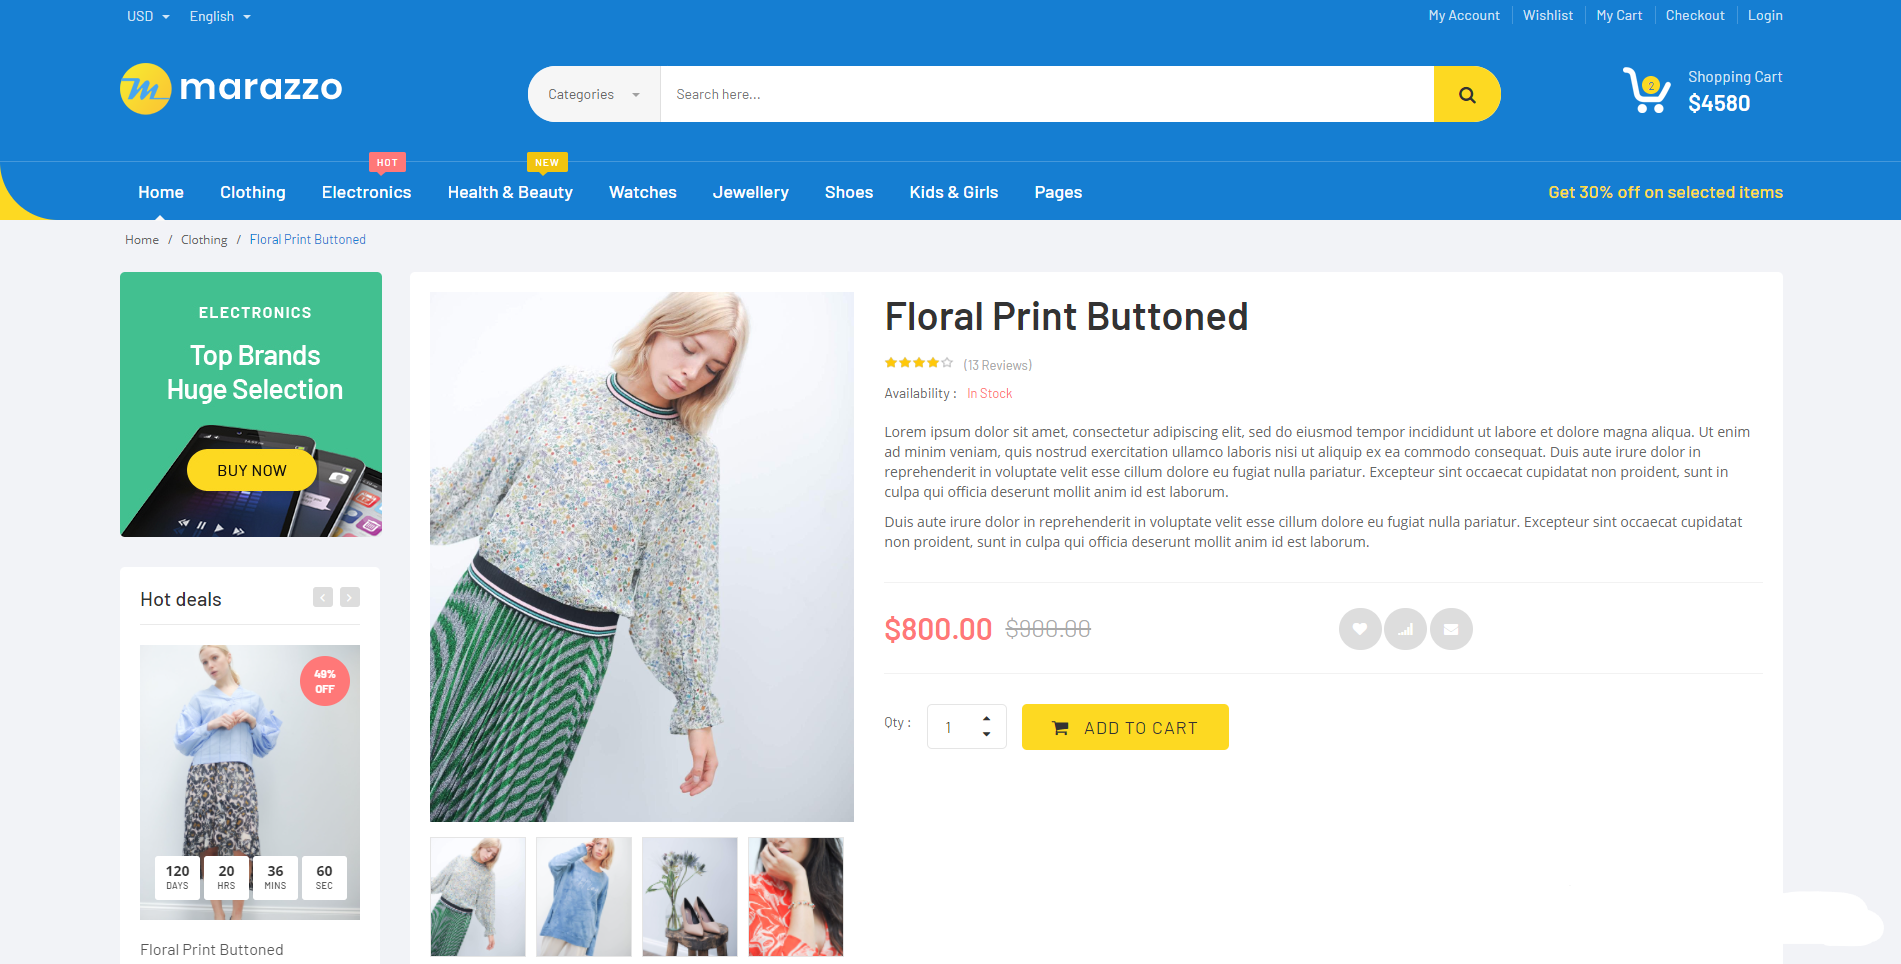 USD English
My Account Wishlist My Cart Checkout Login
m marazzo
Categories Search here...
2 Shopping Cart
$4580
HOT NEW
Home Clothing Electronics Health & Beauty Watches Jewellery Shoes Kids & Girls Pages Get 30% off on selected items
Home / Clothing / Floral Print Buttoned
ELECTRONICS
Top Brands
Huge Selection
BUY NOW
Hot deals
49%
OFF
120 20 36 60
DAYS HRS MINS SEC
Floral Print Buttoned
Floral Print Buttoned
(13 Reviews)
Availability : In Stock
Lorem ipsum dolor sit amet, consectetur adipiscing elit, sed do eiusmod tempor incididunt ut labore et dolore magna aliqua. Ut enim
ad minim veniam, quis nostrud exercitation ullamco laboris nisi ut aliquip ex ea commodo consequat. Duis aute irure dolor in
reprehenderit in voluptate velit esse cillum dolore eu fugiat nulla pariatur. Excepteur sint occaecat cupidatat non proident, sunt in
culpa qui officia deserunt mollit anim id est laborum.
Duis aute irure dolor in reprehenderit in voluptate velit esse cillum dolore eu fugiat nulla pariatur. Excepteur sint occaecat cupidatat
non proident, sunt in culpa qui officia deserunt mollit anim id est laborum.
$800.00 $900.00
Qty : 1 ADD TO CART